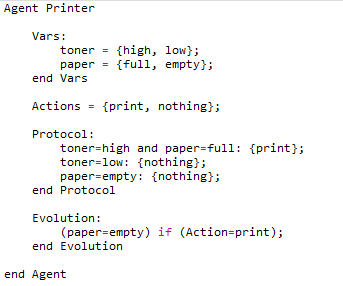 Agent Printer
Vars:
toner = {high, low};
paper = {full, empty};
end Vars
Actions = {print, nothing};
Protocol:
toner=high and paper=full: {print};
toner=low: {nothing};
paper=empty: {nothing};
end Protocol
Evolution:
(paper=empty) if (Action=print);
end Evolution
end Agent